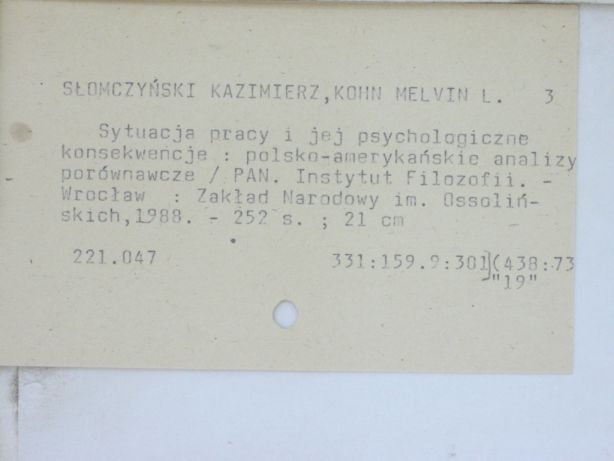 SŁOMCZYŃSKI KAZIMIERZ,KOHN MELVIN L. 3
Sytuacja pracy i jej psychologiczne
konsekwencje : polsko-amerykańskie analizy
porównawcze / PAN. Instytut Filozofii. -
Wrocław : Zakład Narodowy im. Ossoliń-
skich,1988. - 252 s. ; 21 cm
221.047 331:159.9:301](438:73
"19"